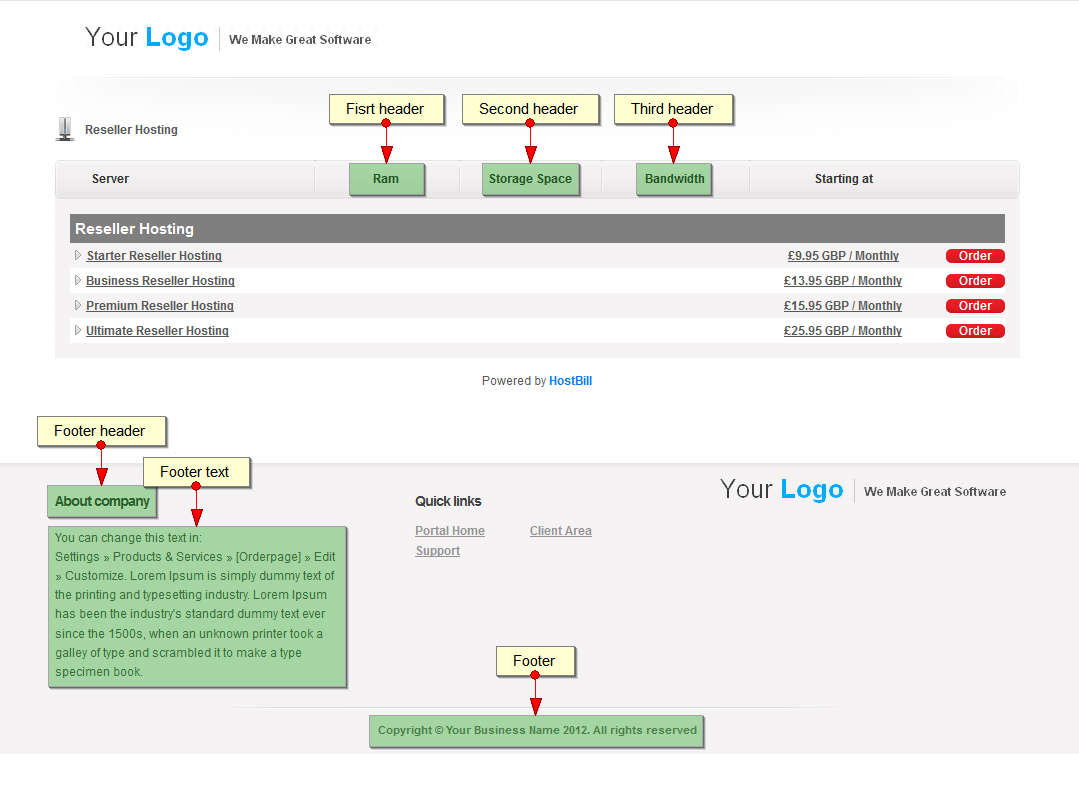 Your Logo We Make Great Software
Fisrt header Second header Third header
Reseller Hosting
Server Ram Storage Space Bandwidth Starting at
Reseller Hosting
Starter Reseller Hosting £9.95 GBP / Monthly Order
Business Reseller Hosting £13.95 GBP / Monthly Order
Premium Reseller Hosting £15.95 GBP / Monthly Order
Ultimate Reseller Hosting £25.95 GBP / Monthly Order
Powered by HostBill
Footer header
Footer text
About company
You can change this text in:
Settings » Products & Services » [Orderpage] » Edit
» Customize. Lorem Ipsum is simply dummy text of
the printing and typesetting industry. Lorem Ipsum
has been the industry's standard dummy text ever
since the 1500s, when an unknown printer took a
galley of type and scrambled it to make a type
specimen book.
Quick links
Portal Home Client Area
Support
Your Logo We Make Great Software
Footer
Copyright © Your Business Name 2012. All rights reserved